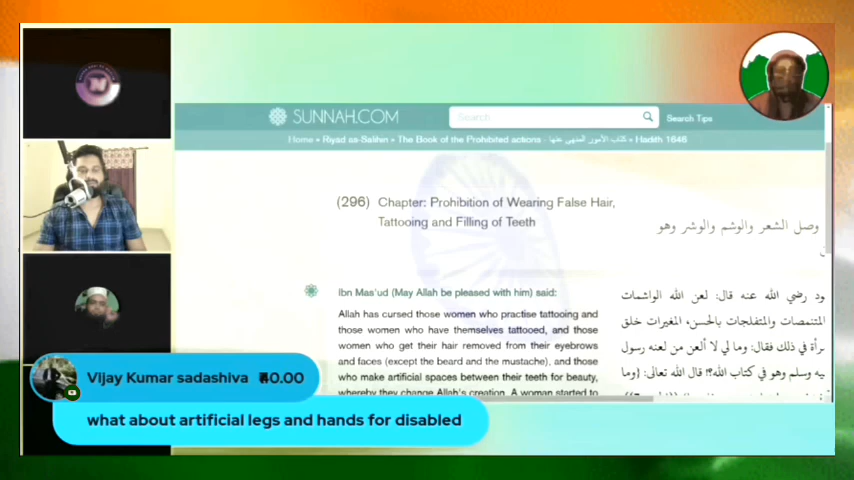 SUNNAH.COM
Search
Search Tips
Home » Riyad as-Salihin » The Book of the Prohibited actions - كتاب الأمور المنهي عنها » Hadith 1646
(296) Chapter: Prohibition of Wearing False Hair,
Tattooing and Filling of Teeth
وصل الشعر والوشم والوشر وهو
Ibn Mas'ud (May Allah be pleased with him) said:
Allah has cursed those women who practise tattooing and
those women who have themselves tattooed, and those
women who get their hair removed from their eyebrows
and faces (except the beard and the mustache), and those
who make artificial spaces between their teeth for beauty,
whereby they change Allah's creation. A woman started to
ود رضي الله عنه قال: لعن الله الواشمات
المتنمصات والمتفلجات بالحسن، المغيرات خلق
رأة في ذلك فقال: وما لي لا ألعن من لعنه رسول
يه وسلم وهو في كتاب الله؟! قال الله تعالى: {وما
Vijay Kumar sadashiva ₹40.00
what about artificial legs and hands for disabled